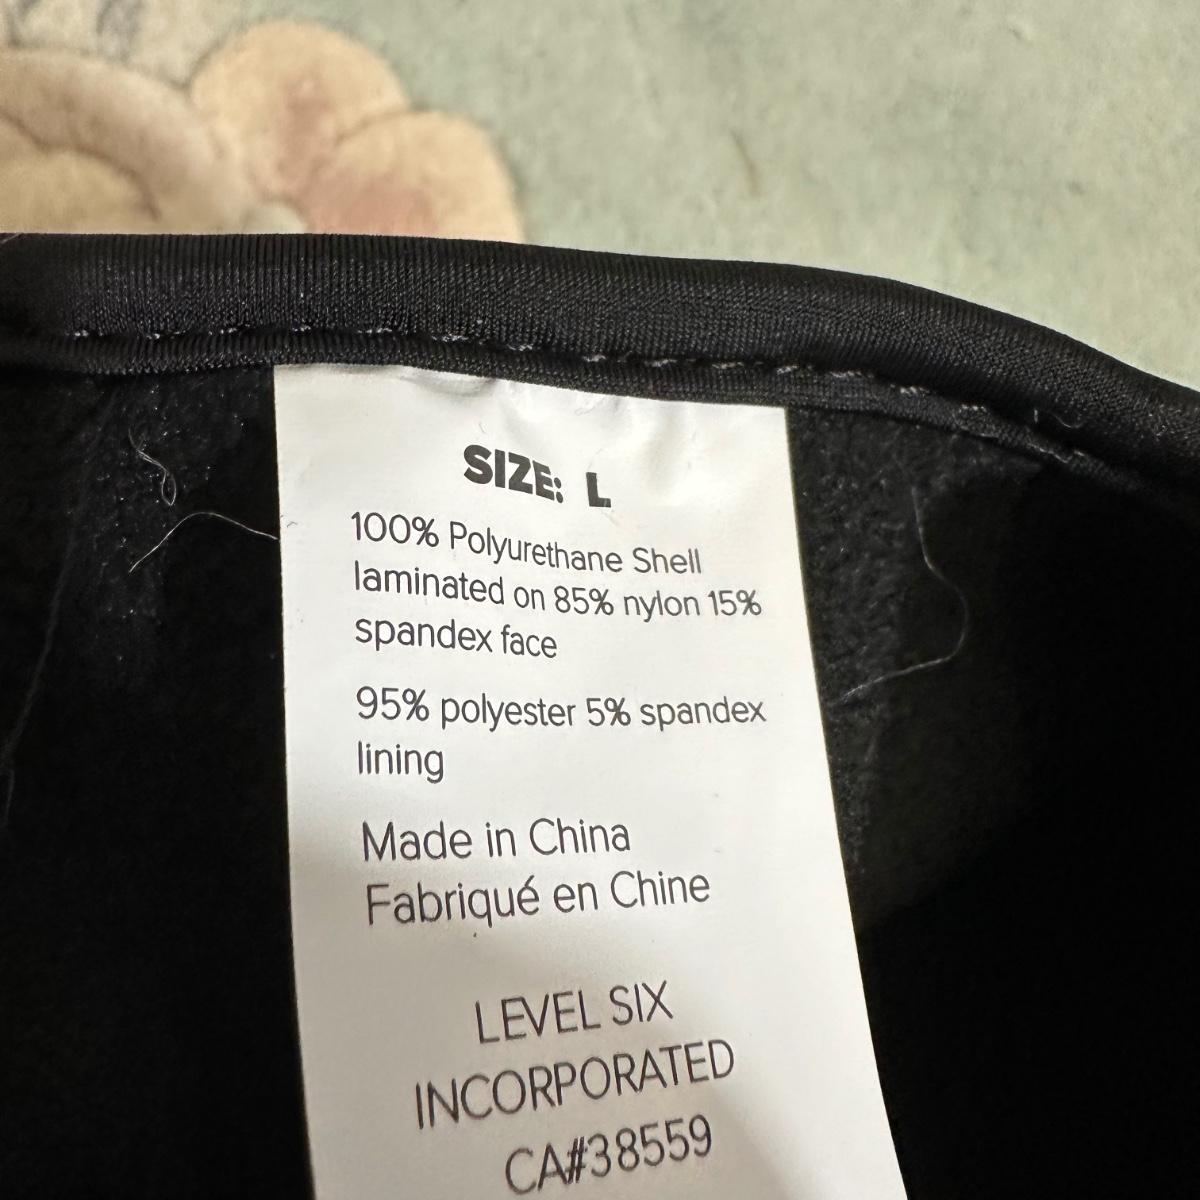 SIZE: L
100% Polyurethane Shell
laminated on 85% nylon 15%
spandex face
95% polyester 5% spandex
lining
Made in China
Fabriqué en Chine
LEVEL SIX
INCORPORATED
CA#38559